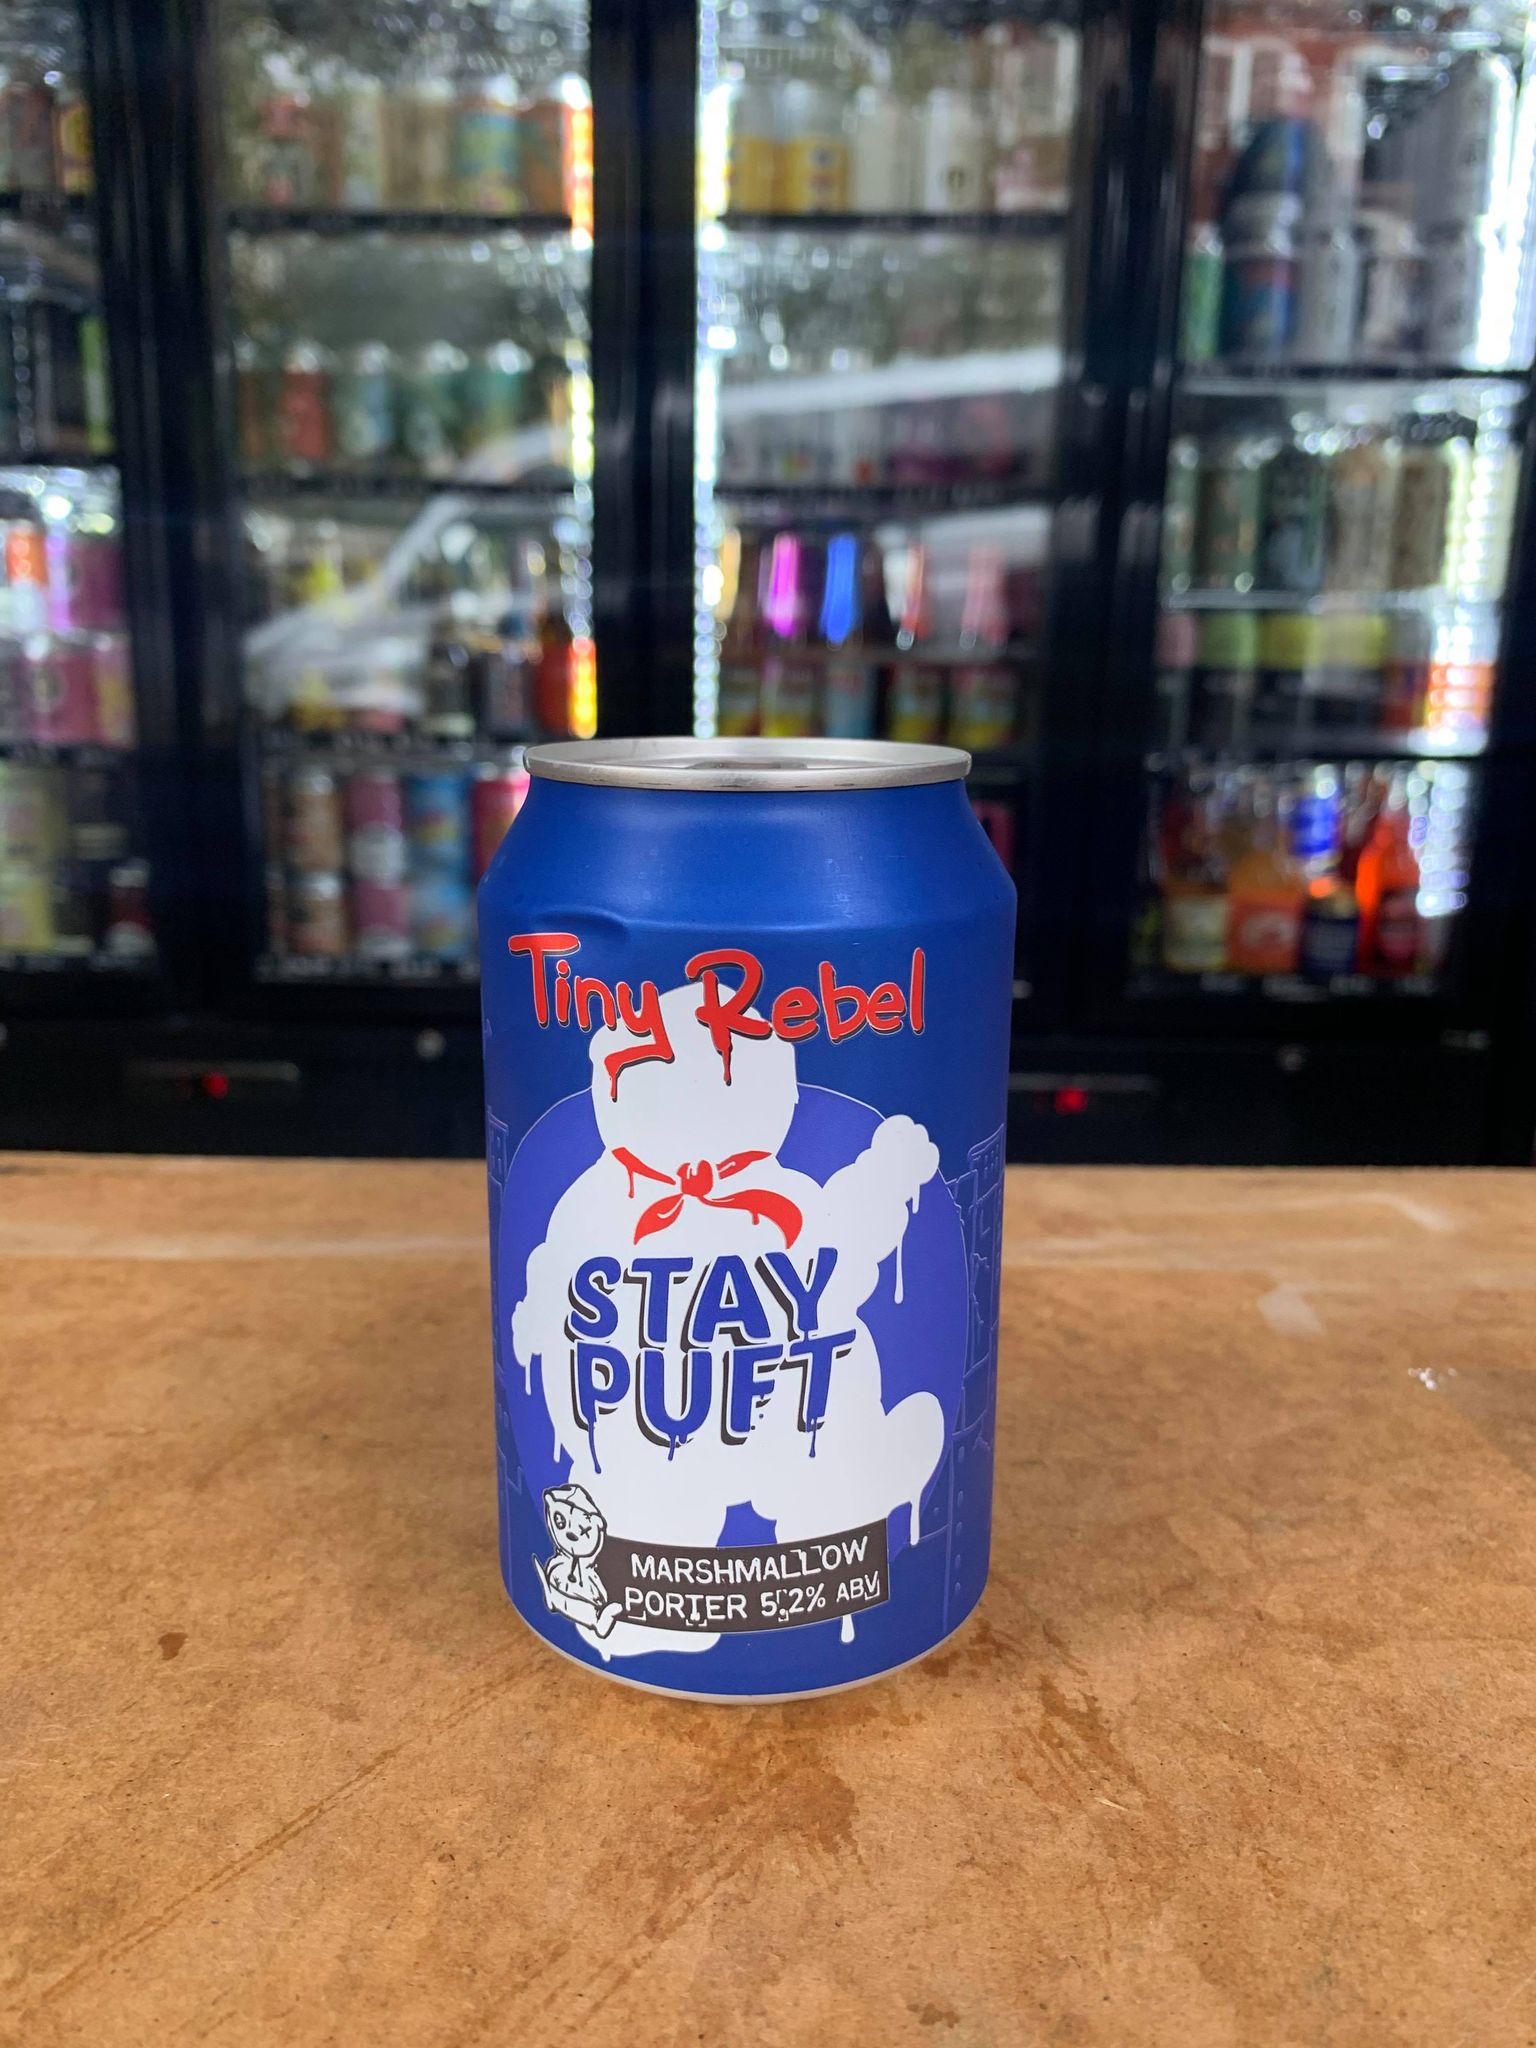 Tiny Rebel
STAY
PUFT
MARSHMALLOW
PORTER 5.2% ABV